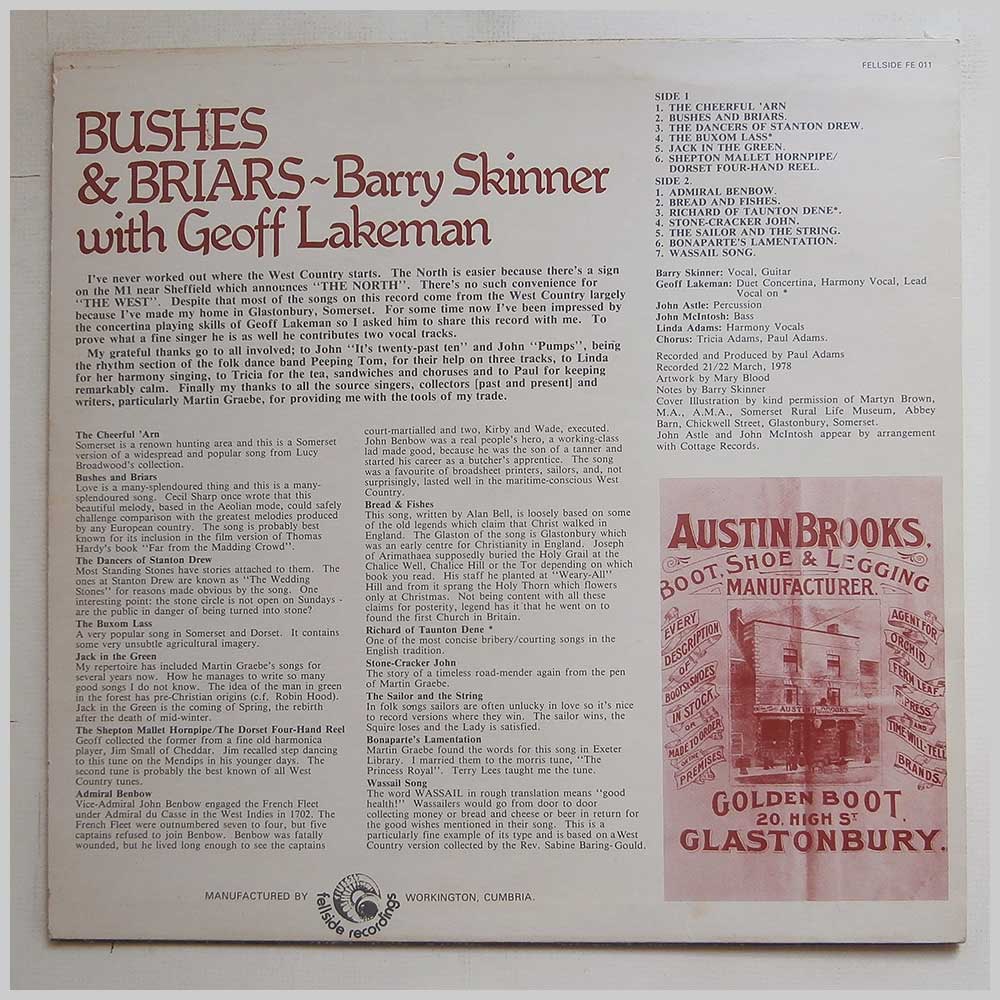 FELLSIDE FE 011
BUSHES
& BRIARS~Barry Skinner
with Geoff Lakeman
I've never worked out where the West Country starts. The North is easier because there's a sign
on the M1 near Sheffield which announces "THE NORTH". There's no such convenience for
"THE WEST". Despite that most of the songs on this record come from the West Country largely
because I've made my home in Glastonbury, Somerset. For some time now I've been impressed by
the concertina playing skills of Geoff Lakeman so I asked him to share this record with me. To
prove what a fine singer he is as well he contributes two vocal tracks.
My grateful thanks go to all involved; to John "It's twenty-past ten" and John "Pumps", being
the rhythm section of the folk dance band Peeping Tom, for their help on three tracks, to Linda
for her harmony singing, to Tricia for the tea, sandwiches and choruses and to Paul for keeping
remarkably calm. Finally my thanks to all the source singers, collectors [past and present] and
writers, particularly Martin Graebe, for providing me with the tools of my trade.
SIDE 1
1. THE CHEERFUL 'ARN
2. BUSHES AND BRIARS.
3. THE DANCERS OF STANTON DREW.
4. THE BUXOM LASS*
5. JACK IN THE GREEN.
6. SHEPTON MALLET HORNPIPE/
DORSET FOUR-HAND REEL.
SIDE 2.
1. ADMIRAL BENBOW.
2. BREAD AND FISHES.
3. RICHARD OF TAUNTON DENE*.
4. STONE-CRACKER JOHN.
5. THE SAILOR AND THE STRING.
6. BONAPARTE'S LAMENTATION.
7. WASSAIL SONG.
Barry Skinner: Vocal, Guitar
Geoff Lakeman: Duet Concertina, Harmony Vocal, Lead
Vocal on *
John Astle: Percussion
John McIntosh: Bass
Linda Adams: Harmony Vocals
Chorus: Tricia Adams, Paul Adams.
Recorded and Produced by Paul Adams
Recorded 21/22 March, 1978
Artwork by Mary Blood
Notes by Barry Skinner
Cover Illustration by kind permission of Martyn Brown,
M.A., A.M.A., Somerset Rural Life Museum, Abbey
Barn, Chickwell Street, Glastonbury, Somerset.
John Astle and John McIntosh appear by arrangement
with Cottage Records.
The Cheerful 'Arn
Somerset is a renown hunting area and this is a Somerset
version of a widespread and popular song from Lucy
Broadwood's collection.
Bushes and Briars
Love is a many-splendoured thing and this is a many-
splendoured song. Cecil Sharp once wrote that this
beautiful melody, based in the Aeolian mode, could safely
challenge comparison with the greatest melodies produced
by any European country. The song is probably best
known for its inclusion in the film version of Thomas
Hardy's book "Far from the Madding Crowd".
The Dancers of Stanton Drew
Most Standing Stones have stories attached to them. The
ones at Stanton Drew are known as "The Wedding
Stones" for reasons made obvious by the song. One
interesting point: the stone circle is not open on Sundays -
are the public in danger of being turned into stone?
The Buxom Lass
A very popular song in Somerset and Dorset. It contains
some very unsubtle agricultural imagery.
Jack in the Green
My repertoire has included Martin Graebe's songs for
several years now. How he manages to write so many
good songs I do not know. The idea of the man in green
in the forest has pre-Christian origins (c.f. Robin Hood).
Jack in the Green is the coming of Spring, the rebirth
after the death of mid-winter.
The Shepton Mallet Hornpipe/The Dorset Four-Hand Reel
Geoff collected the former from a fine old harmonica
player, Jim Small of Cheddar. Jim recalled step dancing
to this tune on the Mendips in his younger days. The
second tune is probably the best known of all West
Country tunes.
Admiral Benbow
Vice-Admiral John Benbow engaged the French Fleet
under Admiral du Casse in the West Indies in 1702. The
French Fleet were outnumbered seven to four, but five
captains refused to join Benbow. Benbow was fatally
wounded, but he lived long enough to see the captains
court-martialled and two, Kirby and Wade, executed.
John Benbow was a real people's hero, a working-class
lad made good, because he was the son of a tanner and
started his career as a butcher's apprentice. The song
was a favourite of broadsheet printers, sailors, and, not
surprisingly, lasted well in the maritime-conscious West
Country.
Bread & Fishes
This song, written by Alan Bell, is loosely based on some
of the old legends which claim that Christ walked in
England. The Glaston of the song is Glastonbury which
was an early centre for Christianity in England. Joseph
of Arimathaea supposedly buried the Holy Grail at the
Chalice Well, Chalice Hill or the Tor depending on which
book you read. His staff he planted at "Weary-All"
Hill and from it sprang the Holy Thorn which flowers
only at Christmas. Not being content with all these
claims for posterity, legend has it that he went on to
found the first Church in Britain.
Richard of Taunton Dene *
One of the most concise bribery/courting songs in the
English tradition.
Stone-Cracker John
The story of a timeless road-mender again from the pen
of Martin Graebe.
The Sailor and the String
In folk songs sailors are often unlucky in love so it's nice
to record versions where they win. The sailor wins, the
Squire loses and the Lady is satisfied.
Bonaparte's Lamentation
Martin Graebe found the words for this song in Exeter
Library. I married them to the morris tune, "The
Princess Royal". Terry Lees taught me the tune.
Wassail Song
The word WASSAIL in rough translation means "good
health!" Wassailers would go from door to door
collecting money or bread and cheese or beer in return for
the good wishes mentioned in their song. This is a
particularly fine example of its type and is based on a West
Country version collected by the Rev. Sabine Baring-Gould.
AUSTIN BROOKS,
BOOT, SHOE & LEGGING
MANUFACTURER.
EVERY
DESCRIPTION
OF
BOOTS & SHOES
IN STOCK
OR
MADE TO ORDER
ON THE
PREMISES
AGENT FOR
ORCHID,
FERN LEAF,
PRESS,
AND
TIME-WILL-TELL
BRANDS.
AUSTIN BROOKS.
GOLDEN BOOT,
20, HIGH ST
GLASTONBURY.
MANUFACTURED BY
fellside recordings
WORKINGTON, CUMBRIA.